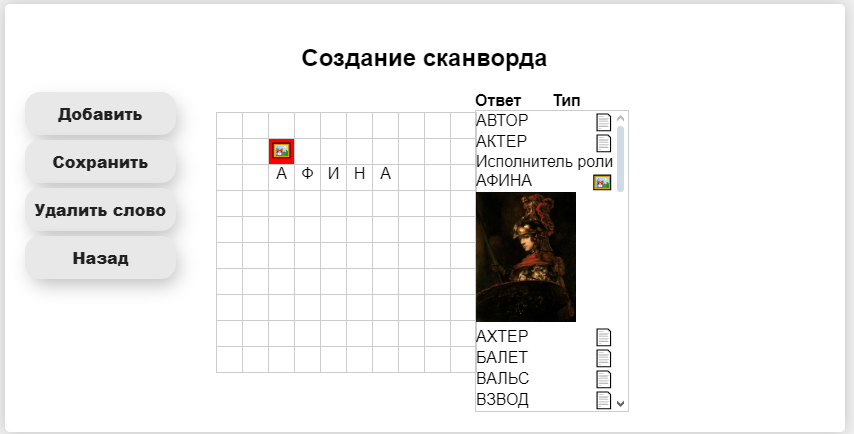 Создание сканворда
Добавить
Сохранить
Удалить слово
Назад
А Ф И Н А
Ответ Тип
АВТОР
АКТЕР
Исполнитель роли
АФИНА
АХТЕР
БАЛЕТ
ВАЛЬС
ВЗВОД